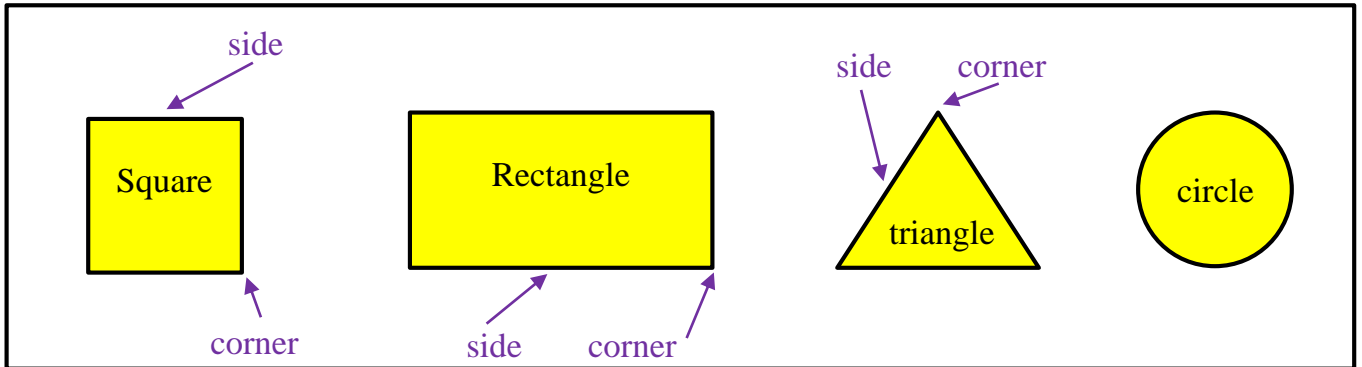 side
side
corner
Square
Rectangle
triangle
circle
corner
side
corner